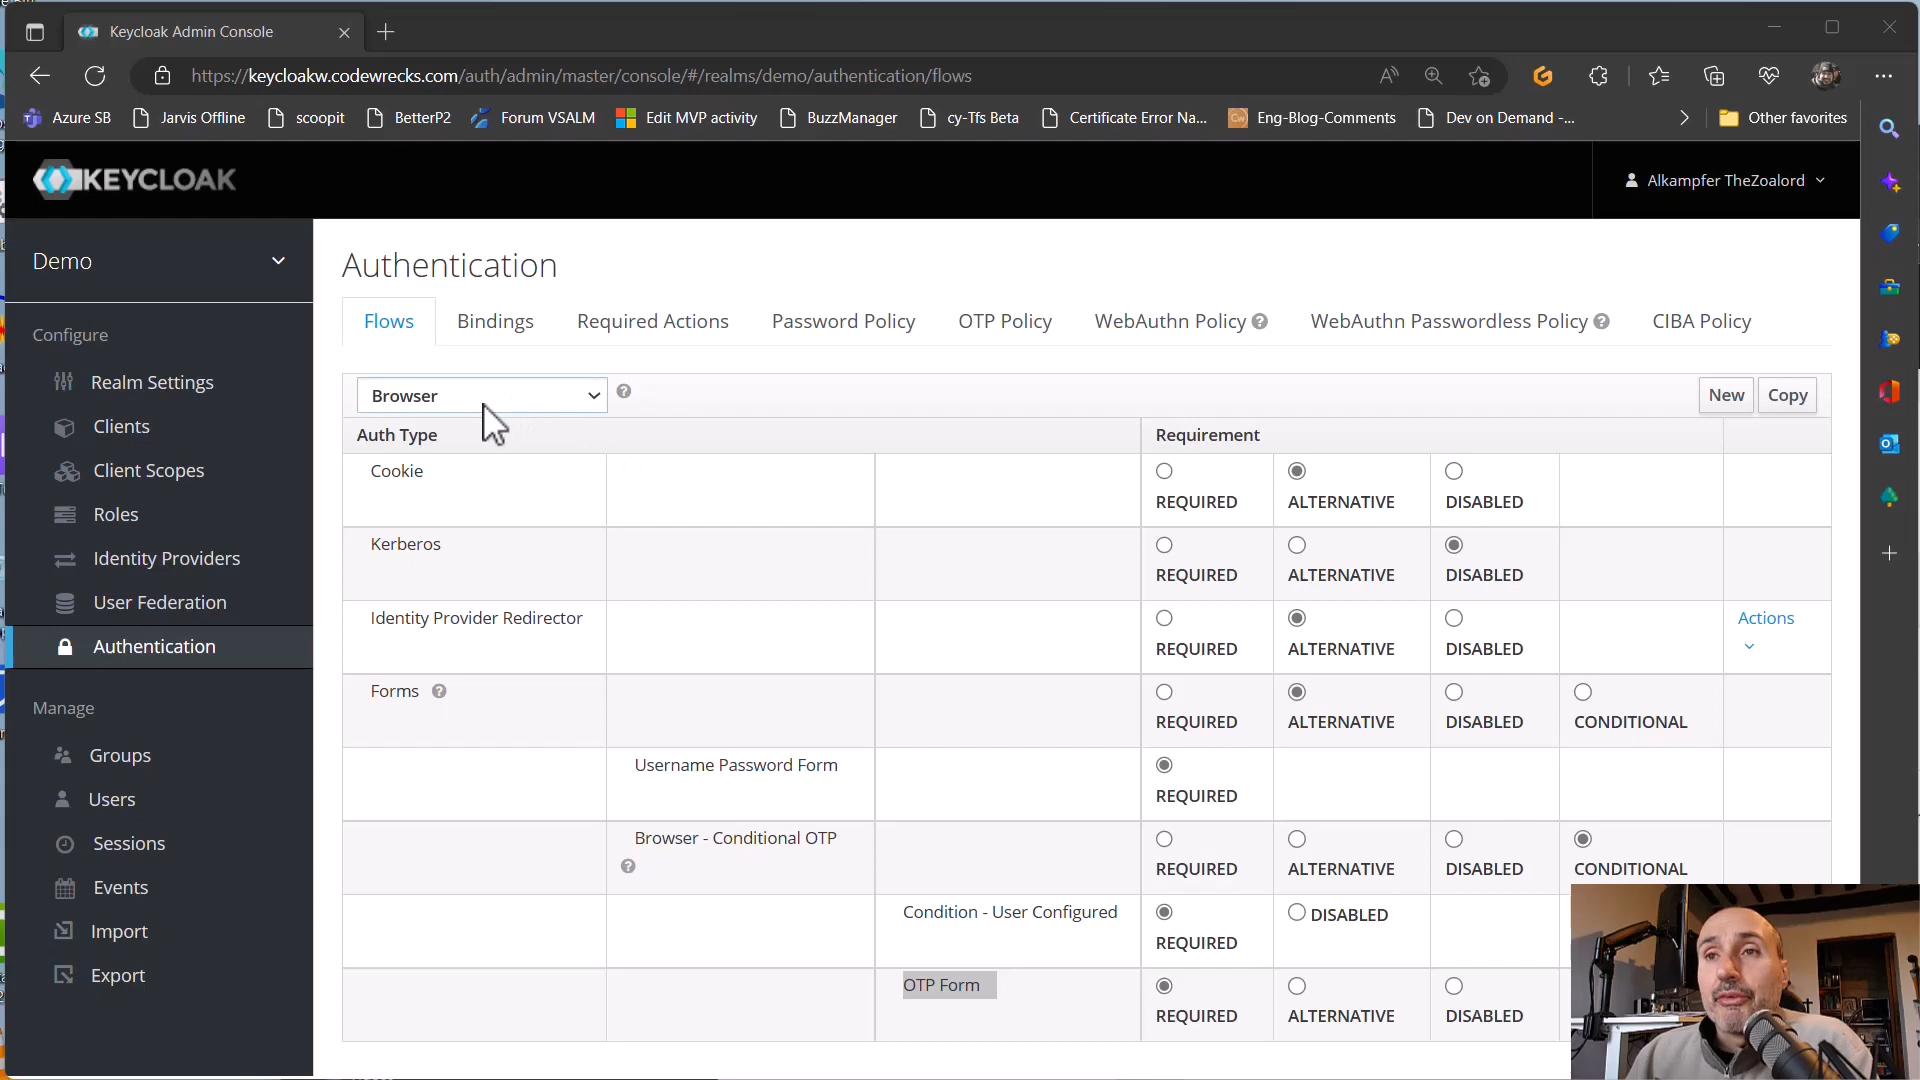 Keycloak Admin Console
https://keycloakw.codewrecks.com/auth/admin/master/console/#/realms/demo/authentication/flows
Azure SB Jarvis Offline scoopit BetterP2 Forum VSALM Edit MVP activity BuzzManager cy-Tfs Beta Certificate Error Na... Eng-Blog-Comments Dev on Demand -... Other favorites
KEYCLOAK
Alkampfer TheZoalord
Demo
Configure
Realm Settings
Clients
Client Scopes
Roles
Identity Providers
User Federation
Authentication
Manage
Groups
Users
Sessions
Events
Import
Export
Authentication
Flows Bindings Required Actions Password Policy OTP Policy WebAuthn Policy WebAuthn Passwordless Policy CIBA Policy
Browser New Copy
Auth Type Requirement
Cookie
REQUIRED ALTERNATIVE DISABLED
Kerberos
REQUIRED ALTERNATIVE DISABLED
Identity Provider Redirector Actions
REQUIRED ALTERNATIVE DISABLED
Forms
REQUIRED ALTERNATIVE DISABLED CONDITIONAL
Username Password Form
REQUIRED
Browser - Conditional OTP
REQUIRED ALTERNATIVE DISABLED CONDITIONAL
Condition - User Configured DISABLED
REQUIRED
OTP Form
REQUIRED ALTERNATIVE DISABLED